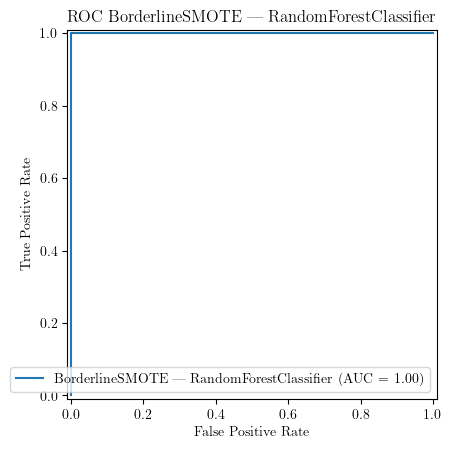 ROC BorderlineSMOTE — RandomForestClassifier
1.0
0.8
0.6
0.4
0.2
0.0
True Positive Rate
BorderlineSMOTE — RandomForestClassifier (AUC = 1.00)
0.0 0.2 0.4 0.6 0.8 1.0
False Positive Rate